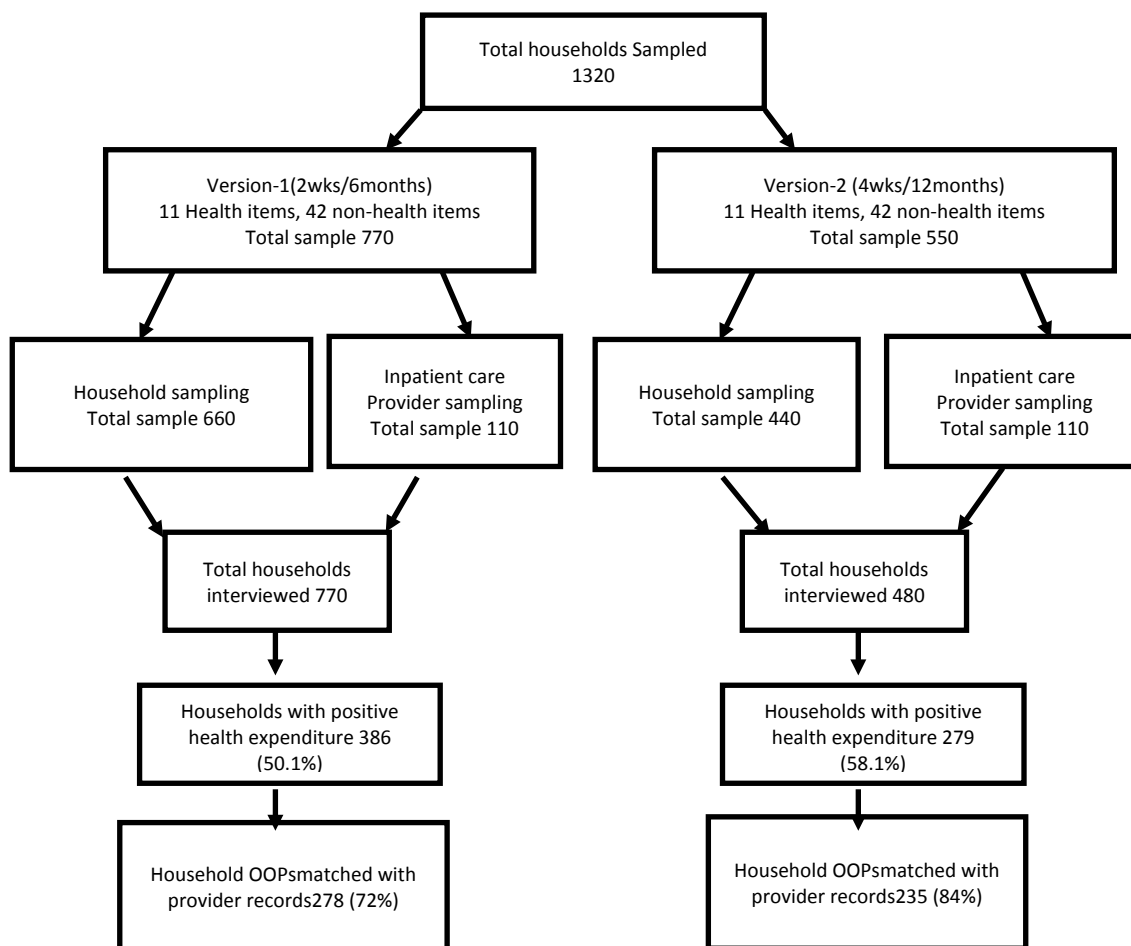 Total households Sampled
1320
Version-1(2wks/6months)
11 Health items, 42 non-health items
Total sample 770
Version-2 (4wks/12months)
11 Health items, 42 non-health items
Total sample 550
Household sampling
Total sample 660
Inpatient care
Provider sampling
Total sample 110
Household sampling
Total sample 440
Inpatient care
Provider sampling
Total sample 110
Total households
interviewed 770
Total households
interviewed 480
Households with positive
health expenditure 386
(50.1%)
Households with positive
health expenditure 279
(58.1%)
Household OOPsmatched with
provider records278 (72%)
Household OOPsmatched with
provider records235 (84%)